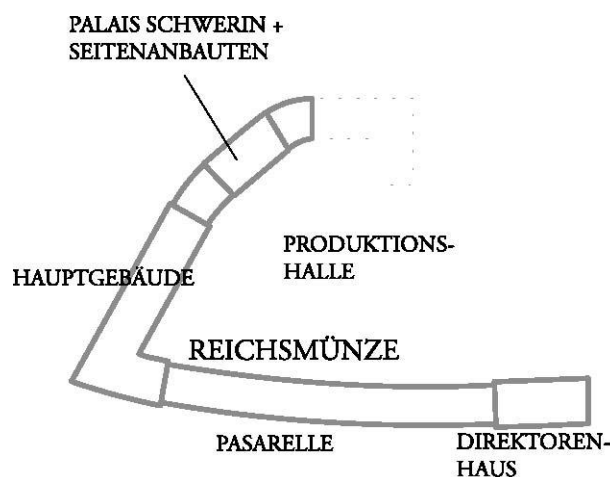 PALAIS SCHWERIN +
SEITENANBAUTEN
PRODUKTIONS-
HALLE
HAUPTGEBÄUDE
REICHSMÜNZE
PASARELLE
DIREKTOREN-
HAUS